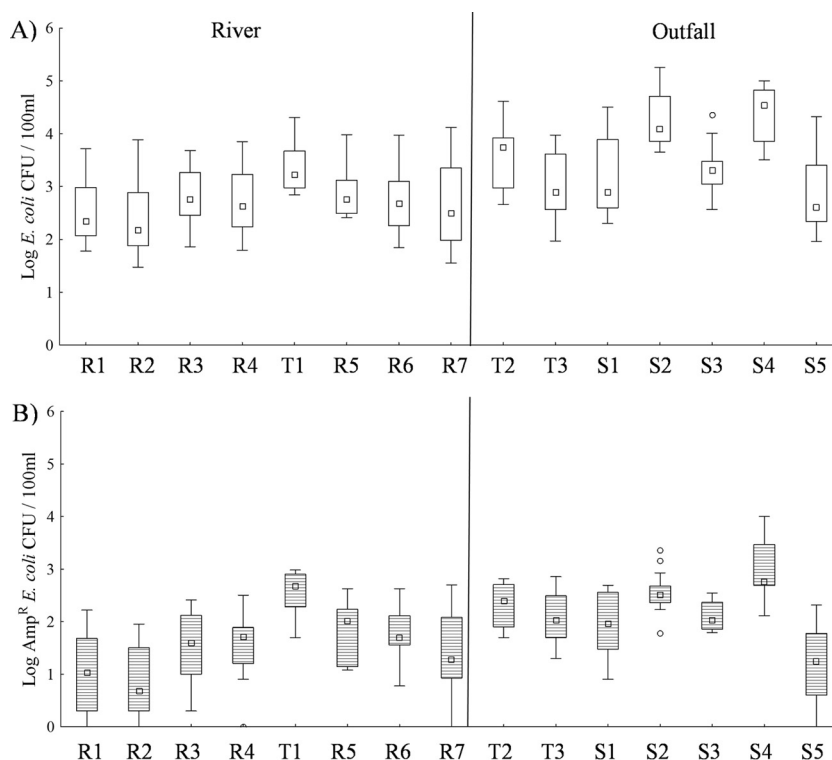 A)
River
Outfall
Log E. coli CFU / 100ml
6
5
4
3
2
1
0
R1 R2 R3 R4 T1 R5 R6 R7 T2 T3 S1 S2 S3 S4 S5
B)
Log Amp^R E. coli CFU / 100ml
6
5
4
3
2
1
0
R1 R2 R3 R4 T1 R5 R6 R7 T2 T3 S1 S2 S3 S4 S5